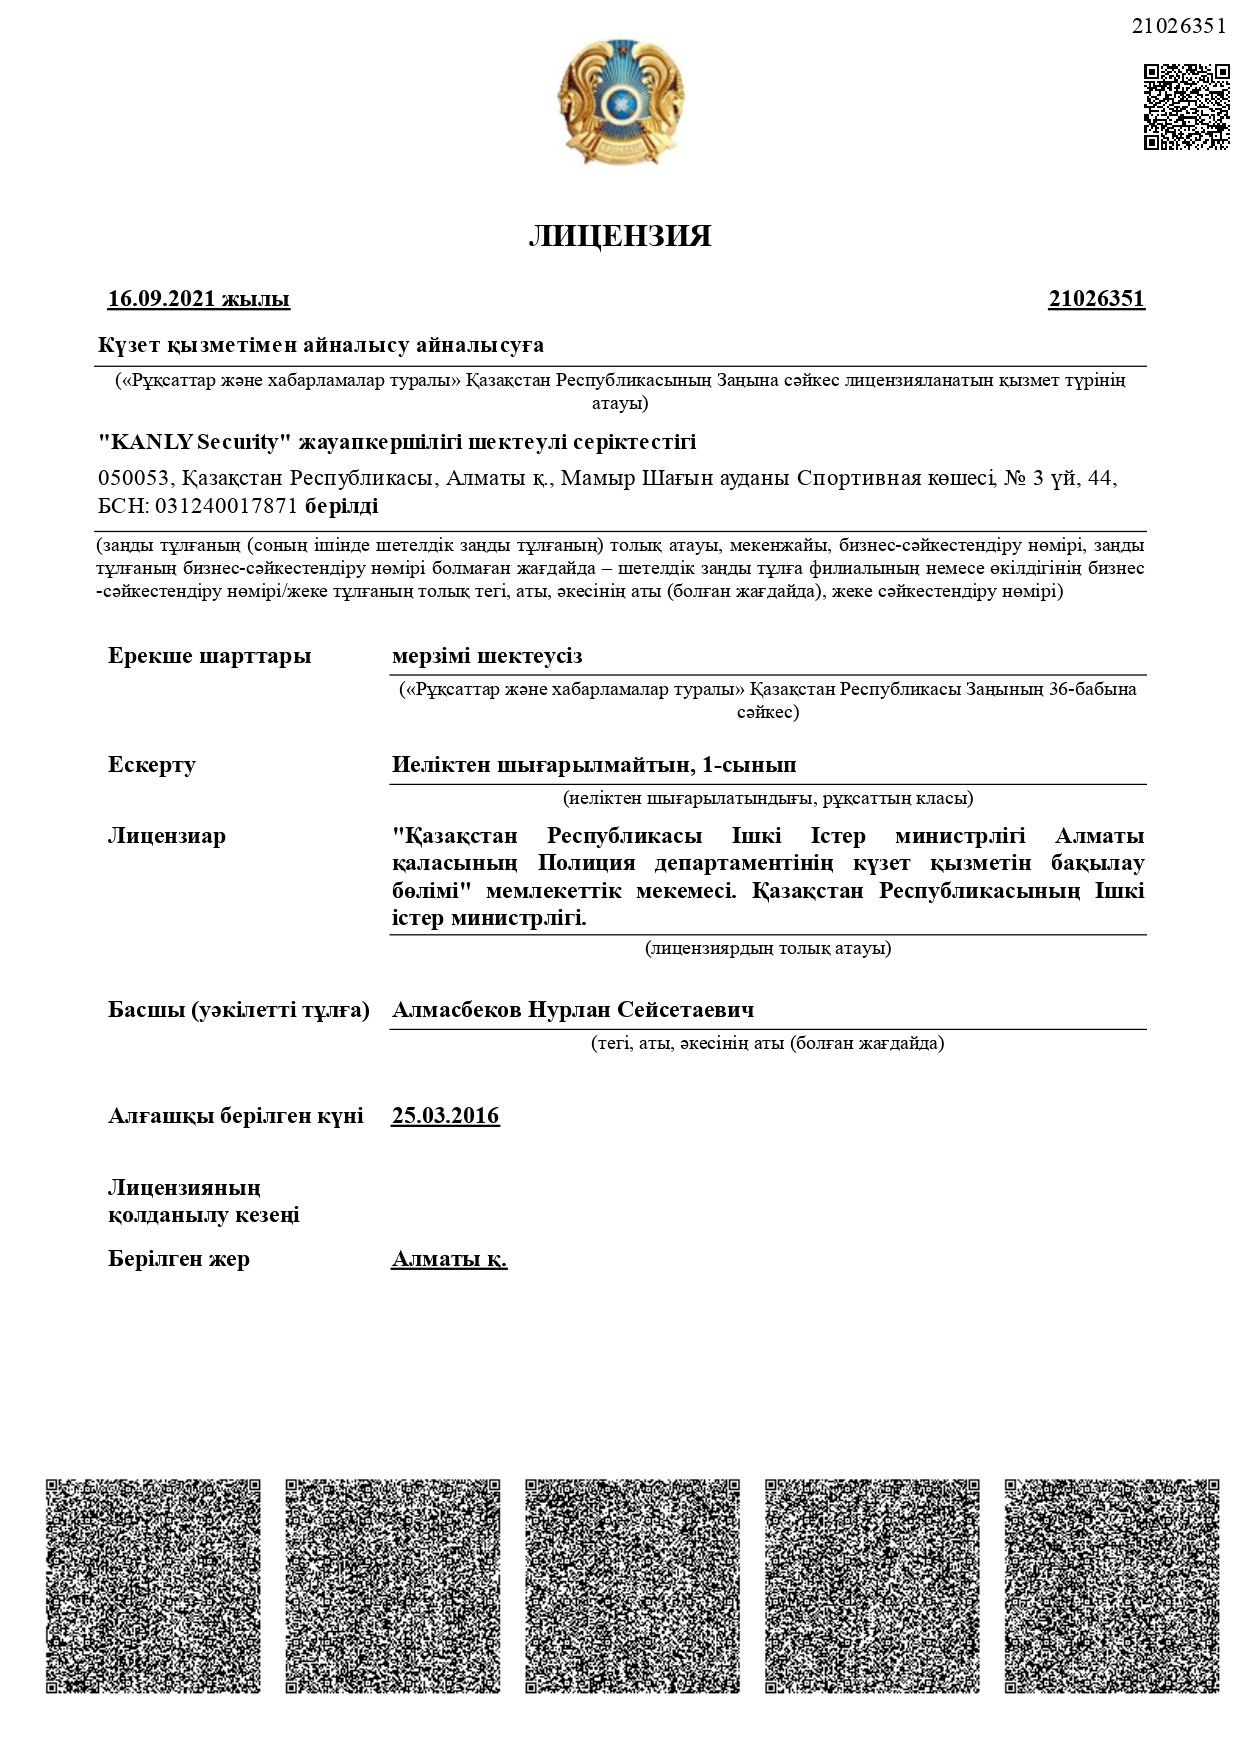 21026351
ЛИЦЕНЗИЯ
16.09.2021 жылы 21026351
Күзет қызметімен айналысу айналысуға
(«Рұқсаттар және хабарламалар туралы» Қазақстан Республикасының Заңына сәйкес лицензияланатын қызмет түрінің
атауы)
"KANLY Security" жауапкершілігі шектеулі серіктестігі
050053, Қазақстан Республикасы, Алматы қ., Мамыр Шағын ауданы Спортивная көшесі, № 3 үй, 44,
БСН: 031240017871 берілді
(заңды тұлғаның (соның ішінде шетелдік заңды тұлғаның) толық атауы, мекенжайы, бизнес-сәйкестендіру нөмірі, заңды
тұлғаның бизнес-сәйкестендіру нөмірі болмаған жағдайда – шетелдік заңды тұлға филиалының немесе өкілдігінің бизнес
-сәйкестендіру нөмірі/жеке тұлғаның толық тегі, аты, әкесінің аты (болған жағдайда), жеке сәйкестендіру нөмірі)
Ерекше шарттары мерзімі шектеусіз
(«Рұқсаттар және хабарламалар туралы» Қазақстан Республикасы Заңының 36-бабына
сәйкес)
Ескерту Иеліктен шығарылмайтын, 1-сынып
(иеліктен шығарылатындығы, рұқсаттың класы)
Лицензиар "Қазақстан Республикасы Ішкі Істер министрлігі Алматы
қаласының Полиция департаментінің күзет қызметін бақылау
бөлімі" мемлекеттік мекемесі. Қазақстан Республикасының Ішкі
істер министрлігі.
(лицензиярдың толық атауы)
Басшы (уәкілетті тұлға) Алмасбеков Нурлан Сейсетаевич
(тегі, аты, әкесінің аты (болған жағдайда)
Алғашқы берілген күні 25.03.2016
Лицензияның
қолданылу кезеңі
Берілген жер Алматы қ.